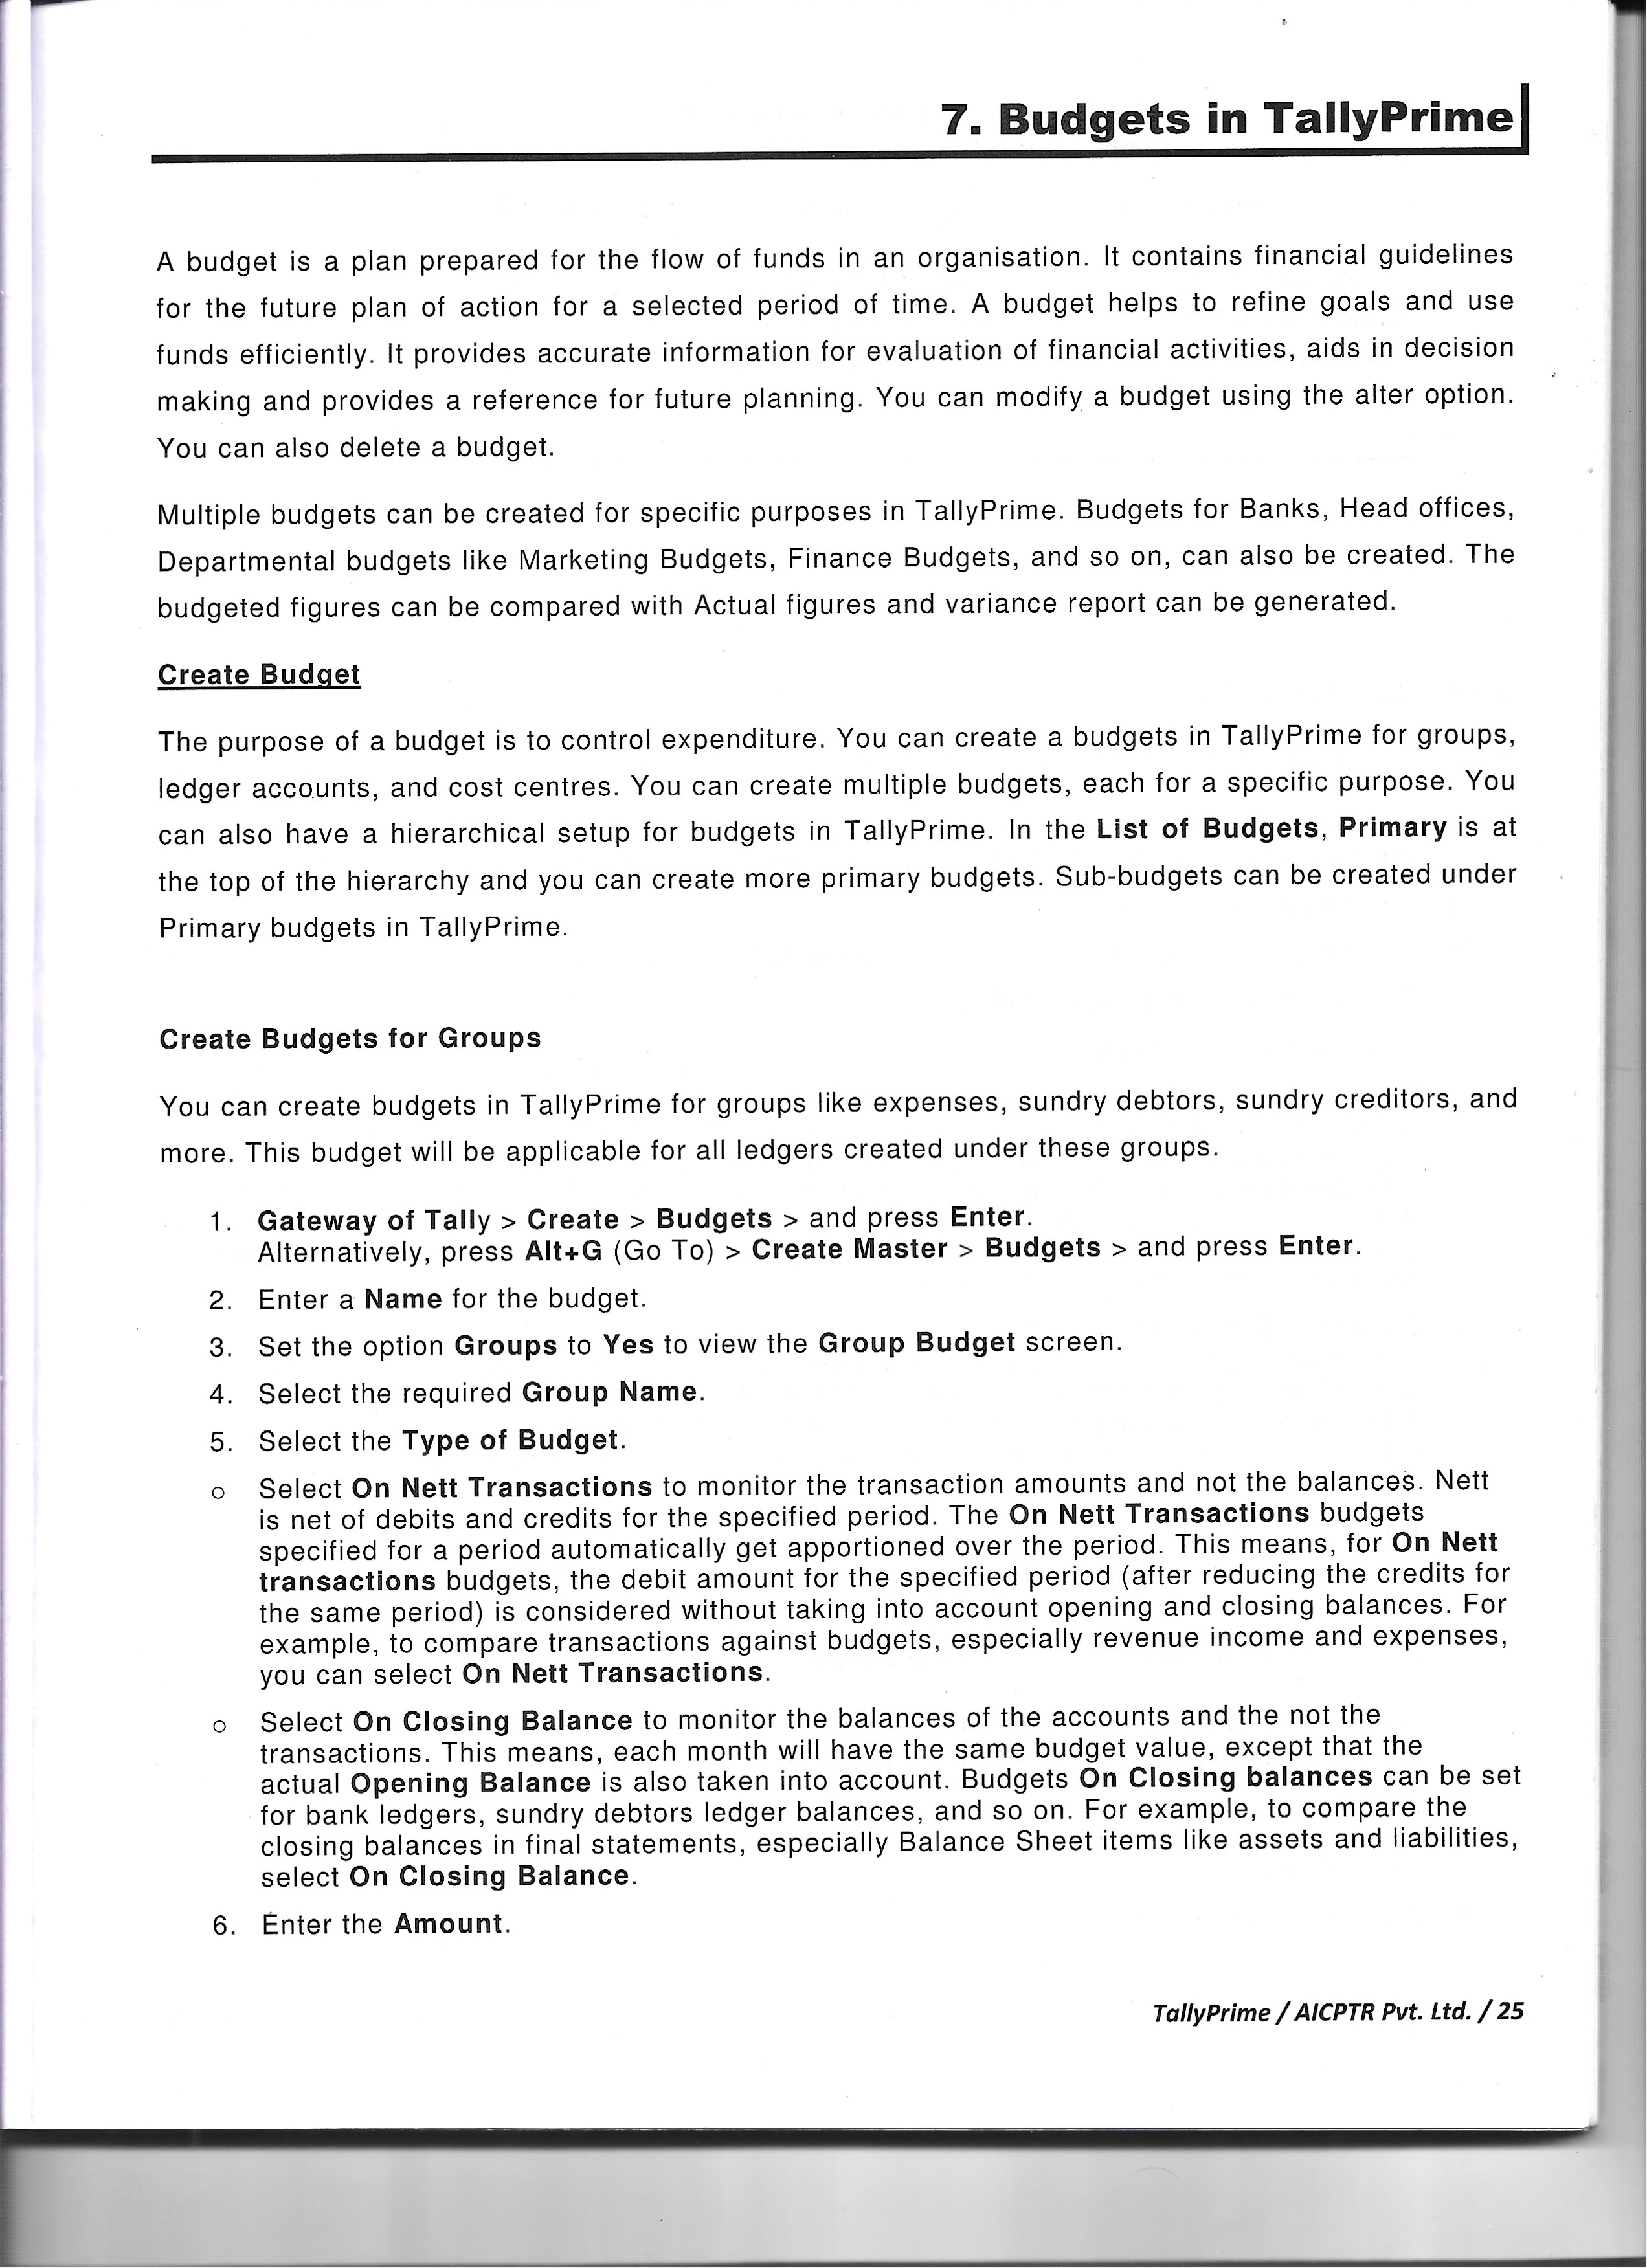 7. Budgets in TallyPrime
A budget is a plan prepared for the flow of funds in an organisation. It contains financial guidelines
for the future plan of action for a selected period of time. A budget helps to refine goals and use
funds efficiently. It provides accurate information for evaluation of financial activities, aids in decision
making and provides a reference for future planning. You can modify a budget using the alter option.
You can also delete a budget.
Multiple budgets can be created for specific purposes in TallyPrime. Budgets for Banks, Head offices,
Departmental budgets like Marketing Budgets, Finance Budgets, and so on, can also be created. The
budgeted figures can be compared with Actual figures and variance report can be generated.
Create Budget
The purpose of a budget is to control expenditure. You can create a budgets in TallyPrime for groups,
ledger accounts, and cost centres. You can create multiple budgets, each for a specific purpose. You
can also have a hierarchical setup for budgets in TallyPrime. In the List of Budgets, Primary is at
the top of the hierarchy and you can create more primary budgets. Sub-budgets can be created under
Primary budgets in TallyPrime.
Create Budgets for Groups
You can create budgets in TallyPrime for groups like expenses, sundry debtors, sundry creditors, and
more. This budget will be applicable for all ledgers created under these groups.
1. Gateway of Tally > Create > Budgets > and press Enter.
Alternatively, press Alt+G (Go To) > Create Master > Budgets > and press Enter.
2. Enter a Name for the budget.
3. Set the option Groups to Yes to view the Group Budget screen.
4. Select the required Group Name.
5. Select the Type of Budget.
o Select On Nett Transactions to monitor the transaction amounts and not the balances. Nett
is net of debits and credits for the specified period. The On Nett Transactions budgets
specified for a period automatically get apportioned over the period. This means, for On Nett
transactions budgets, the debit amount for the specified period (after reducing the credits for
the same period) is considered without taking into account opening and closing balances. For
example, to compare transactions against budgets, especially revenue income and expenses,
you can select On Nett Transactions.
o Select On Closing Balance to monitor the balances of the accounts and the not the
transactions. This means, each month will have the same budget value, except that the
actual Opening Balance is also taken into account. Budgets On Closing balances can be set
for bank ledgers, sundry debtors ledger balances, and so on. For example, to compare the
closing balances in final statements, especially Balance Sheet items like assets and liabilities,
select On Closing Balance.
6. Enter the Amount.
TallyPrime / AICPTR Pvt. Ltd. / 25